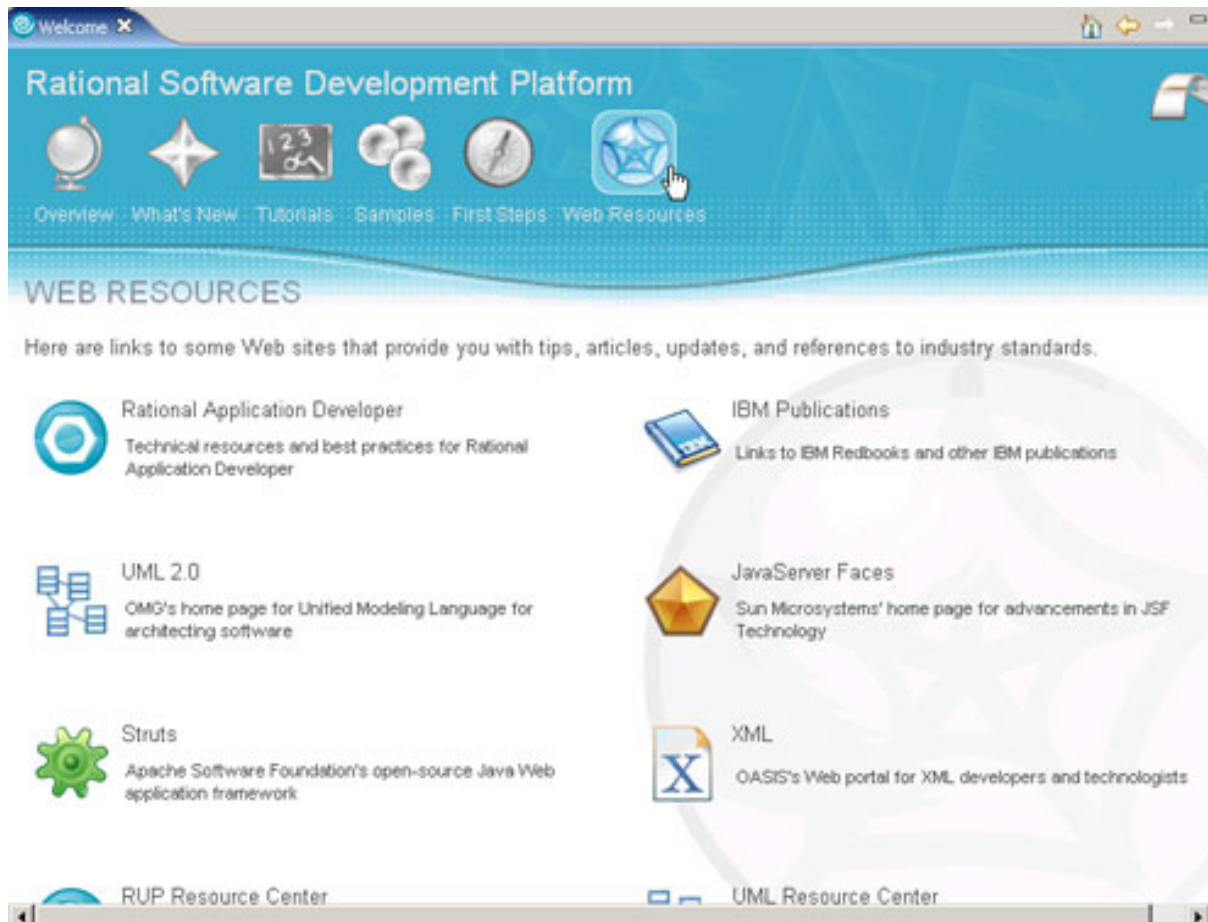 Welcome
Rational Software Development Platform
Overview What's New Tutorials Samples First Steps Web Resources
WEB RESOURCES
Here are links to some Web sites that provide you with tips, articles, updates, and references to industry standards.
Rational Application Developer
Technical resources and best practices for Rational
Application Developer
IBM Publications
Links to IBM Redbooks and other IBM publications
UML 2.0
OMG's home page for Unified Modeling Language for
architecting software
JavaServer Faces
Sun Microsystems' home page for advancements in JSF
Technology
Struts
Apache Software Foundation's open-source Java Web
application framework
XML
X
OASIS's Web portal for XML developers and technologists
RUP Resource Center
UML Resource Center